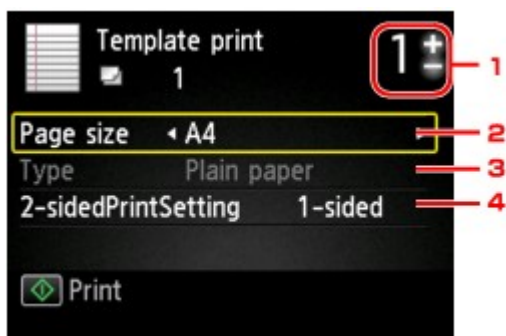 Template print
1
1 + -
1
Page size A4
2
Type Plain paper
3
2-sidedPrintSetting 1-sided
4
Print